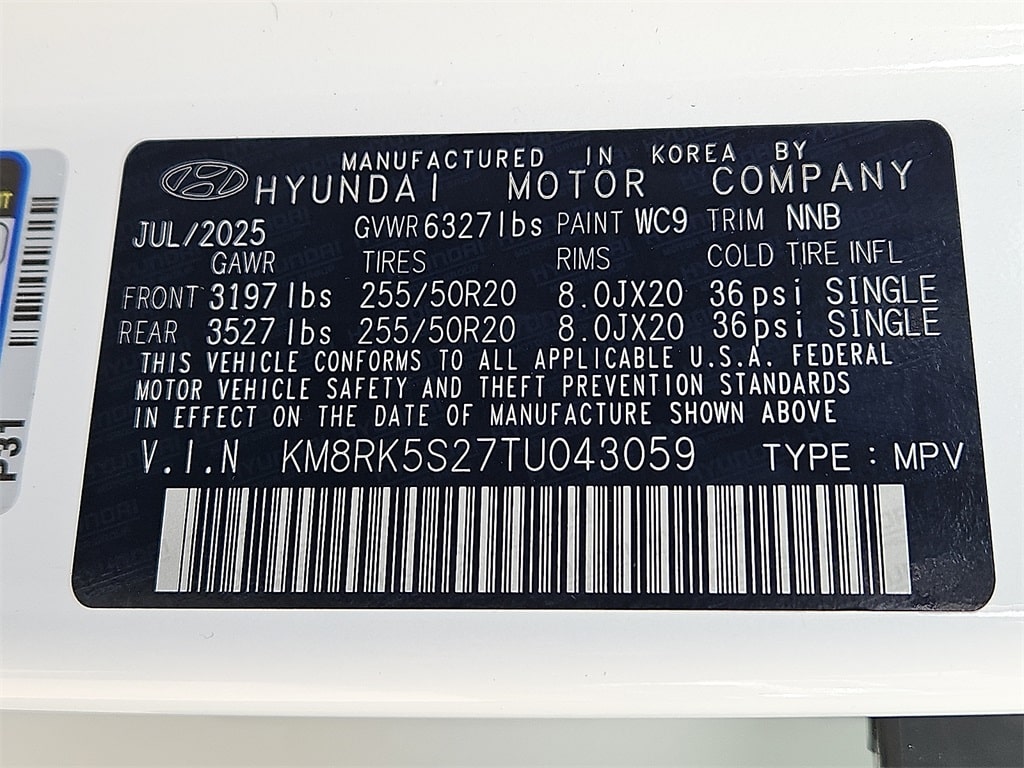 MANUFACTURED IN KOREA BY
HYUNDAI MOTOR COMPANY
JUL/2025 GVWR 6327lbs PAINT WC9 TRIM NNB
GAWR TIRES RIMS COLD TIRE INFL
FRONT 3197lbs 255/50R20 8.0JX20 36psi SINGLE
REAR 3527lbs 255/50R20 8.0JX20 36psi SINGLE
THIS VEHICLE CONFORMS TO ALL APPLICABLE U.S.A. FEDERAL
MOTOR VEHICLE SAFETY AND THEFT PREVENTION STANDARDS
IN EFFECT ON THE DATE OF MANUFACTURE SHOWN ABOVE
V.I.N KM8RK5S27TU043059 TYPE : MPV
P31